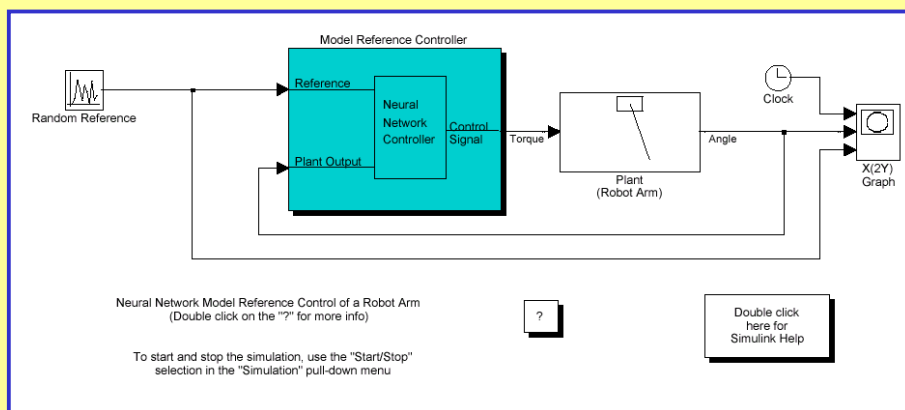 Model Reference Controller
Random Reference
Reference
Neural
Network
Controller
Plant Output
Control
Signal
Torque
Plant
(Robot Arm)
Angle
Clock
X(2Y)
Graph
Neural Network Model Reference Control of a Robot Arm
(Double click on the "?" for more info)
?
Double click
here for
Simulink Help
To start and stop the simulation, use the "Start/Stop"
selection in the "Simulation" pull-down menu